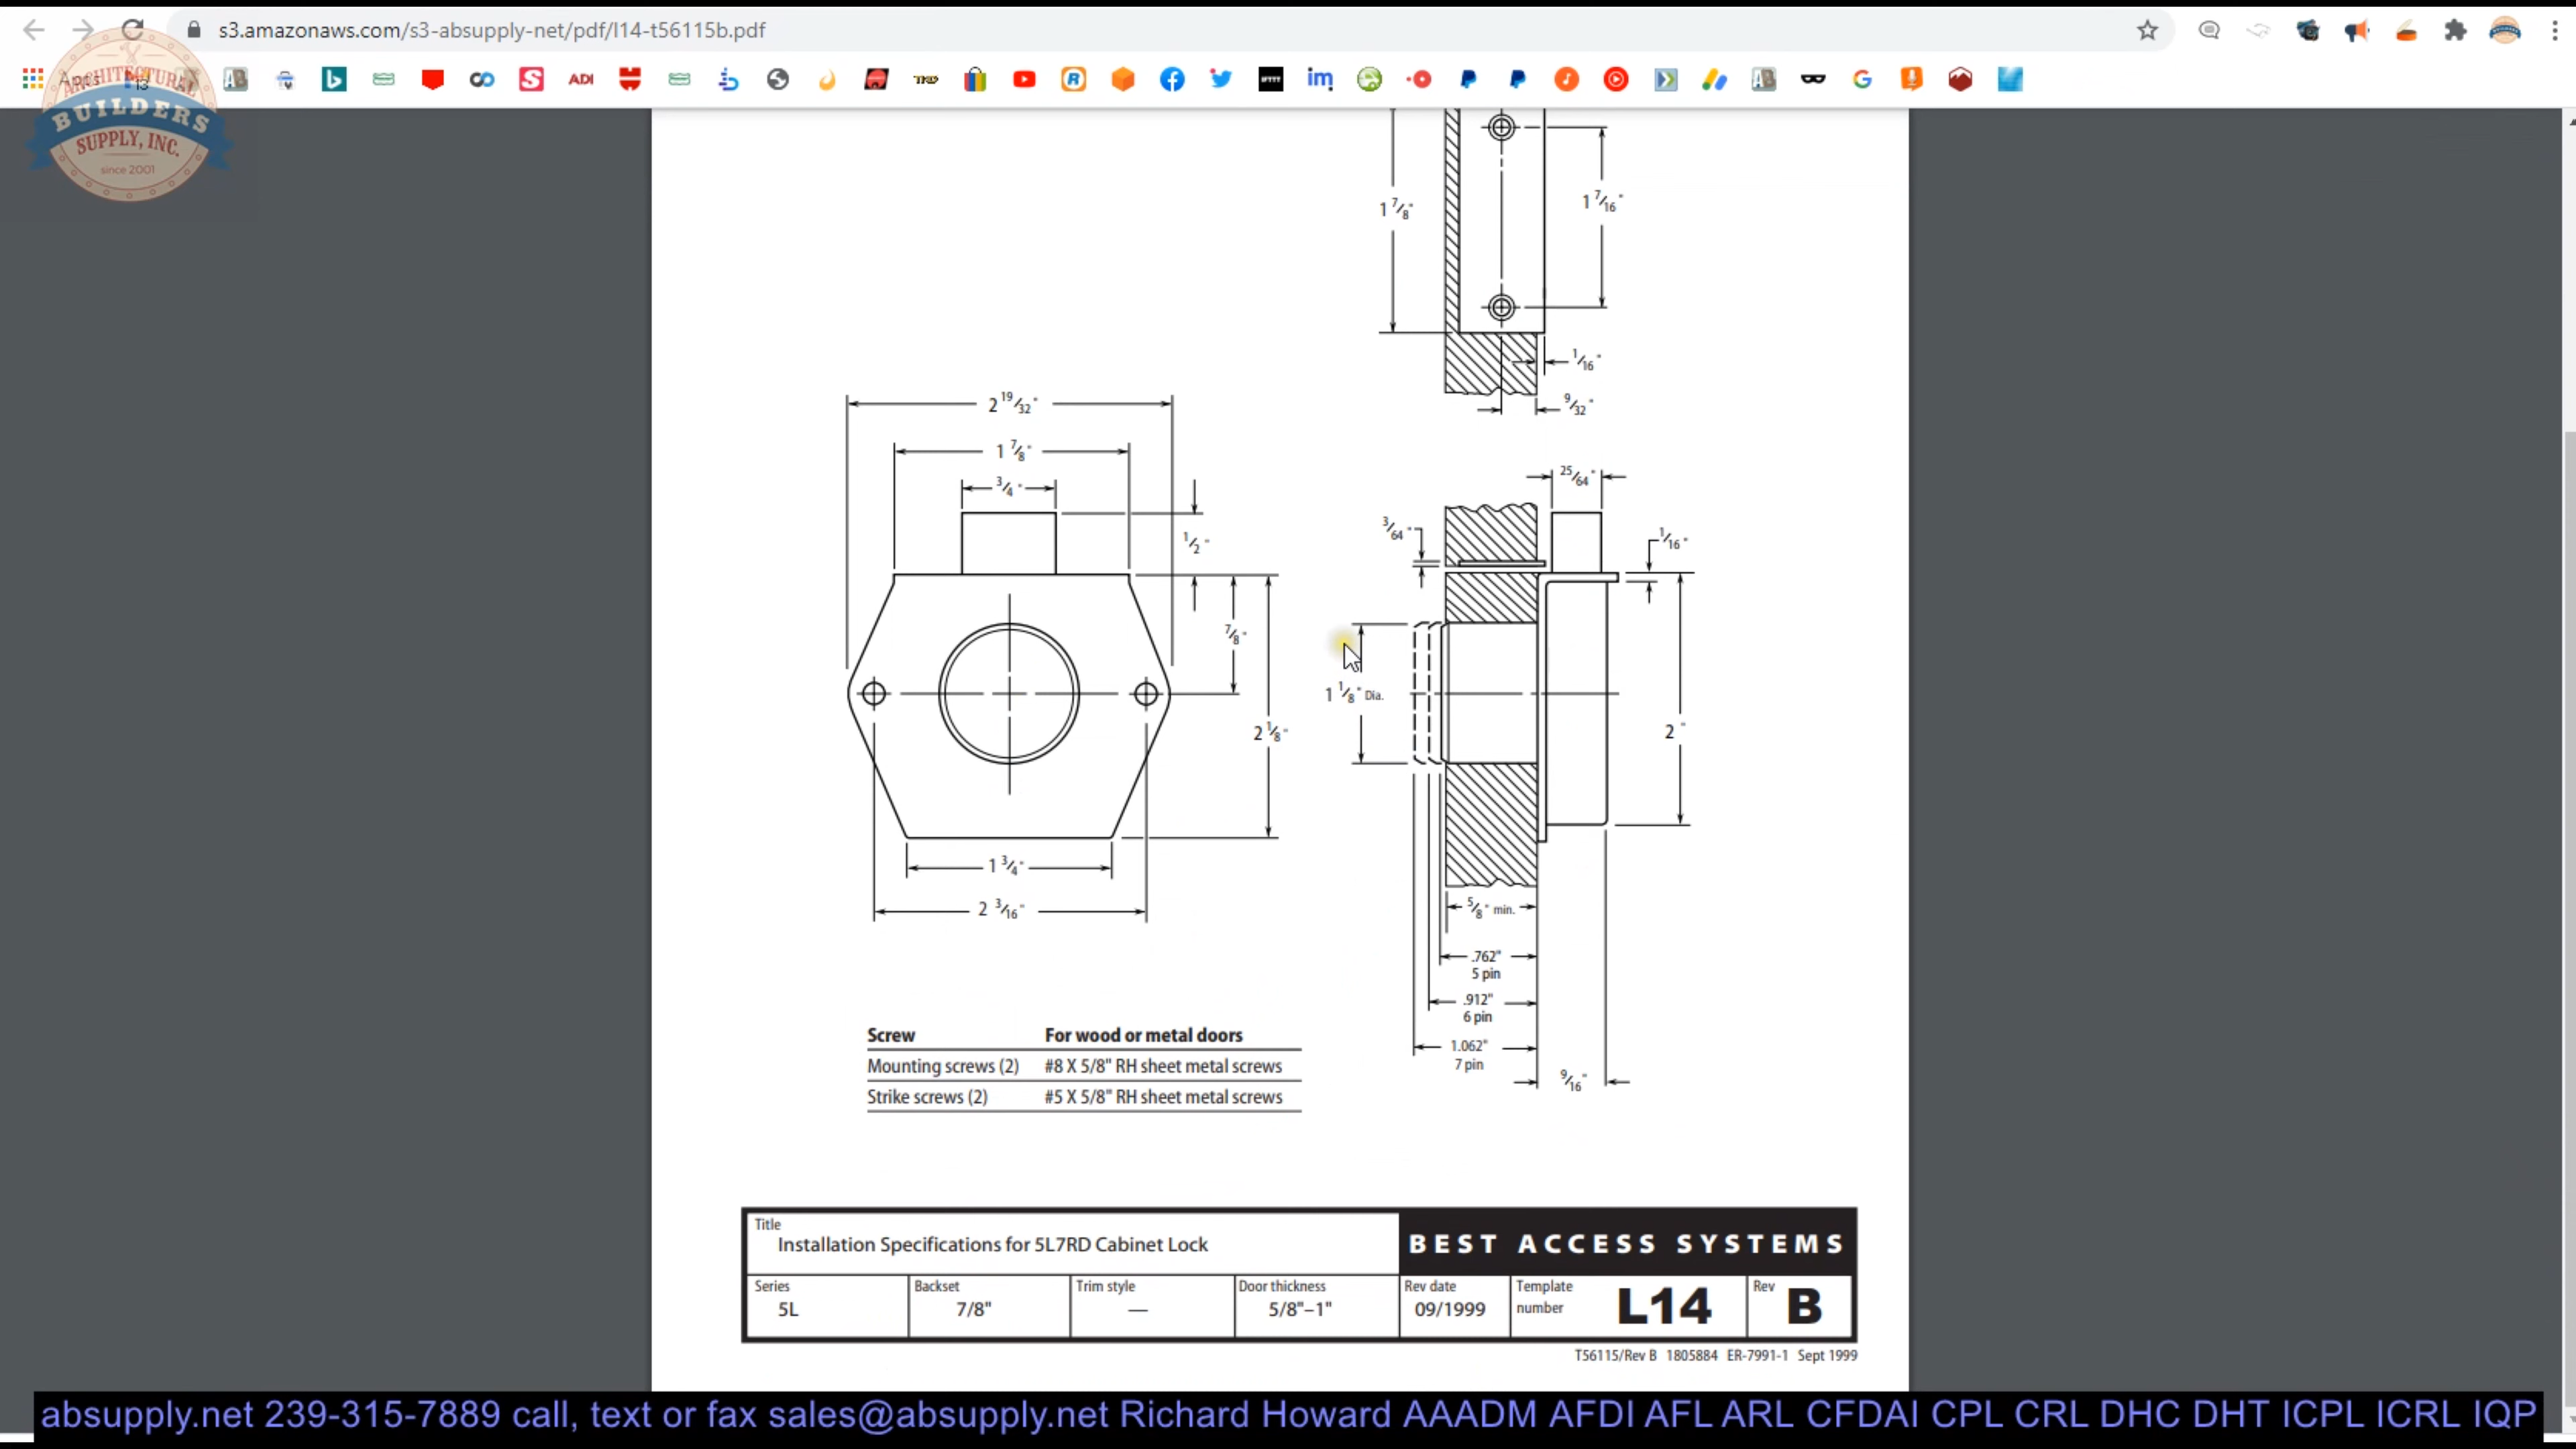 s3.amazonaws.com/s3-absupply-net/pdf/l14-t56115b.pdf
ARCHITECTURAL
BUILDERS
SUPPLY, INC.
since 2001
1 7/8"
1 7/16"
1/16"
9/32"
2 19/32"
1 7/8"
3/4"
1/2"
7/8"
2 1/8"
1 3/4"
2 3/16"
25/64"
3/64"
1/16"
1 1/8" Dia.
2"
5/8" min.
.762"
5 pin
.912"
6 pin
1.062"
7 pin
9/16"
Screw For wood or metal doors
Mounting screws (2) #8 X 5/8" RH sheet metal screws
Strike screws (2) #5 X 5/8" RH sheet metal screws
Title
Installation Specifications for 5L7RD Cabinet Lock
BEST ACCESS SYSTEMS
Series Backset Trim style Door thickness Rev date Template number Rev
5L 7/8" — 5/8"–1" 09/1999 L14 B
T56115/Rev B 1805884 ER-7991-1 Sept 1999
absupply.net 239-315-7889 call, text or fax sales@absupply.net Richard Howard AAADM AFDI AFL ARL CFDAI CPL CRL DHC DHT ICPL ICRL IQP